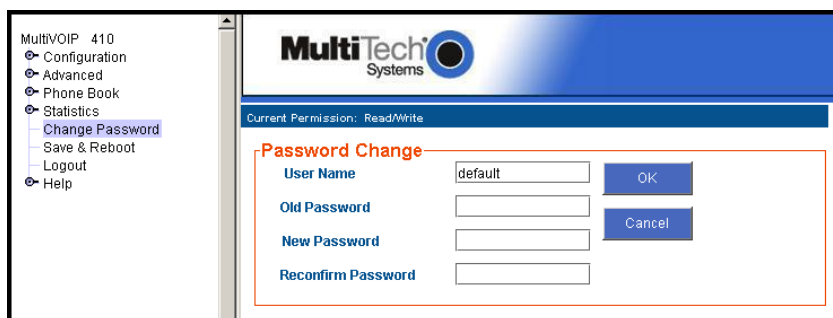 MultiVOIP 410
Configuration
Advanced
Phone Book
Statistics
Change Password
Save & Reboot
Logout
Help
MultiTech
Systems
Current Permission: Read/Write
Password Change
User Name
default
OK
Old Password
Cancel
New Password
Reconfirm Password